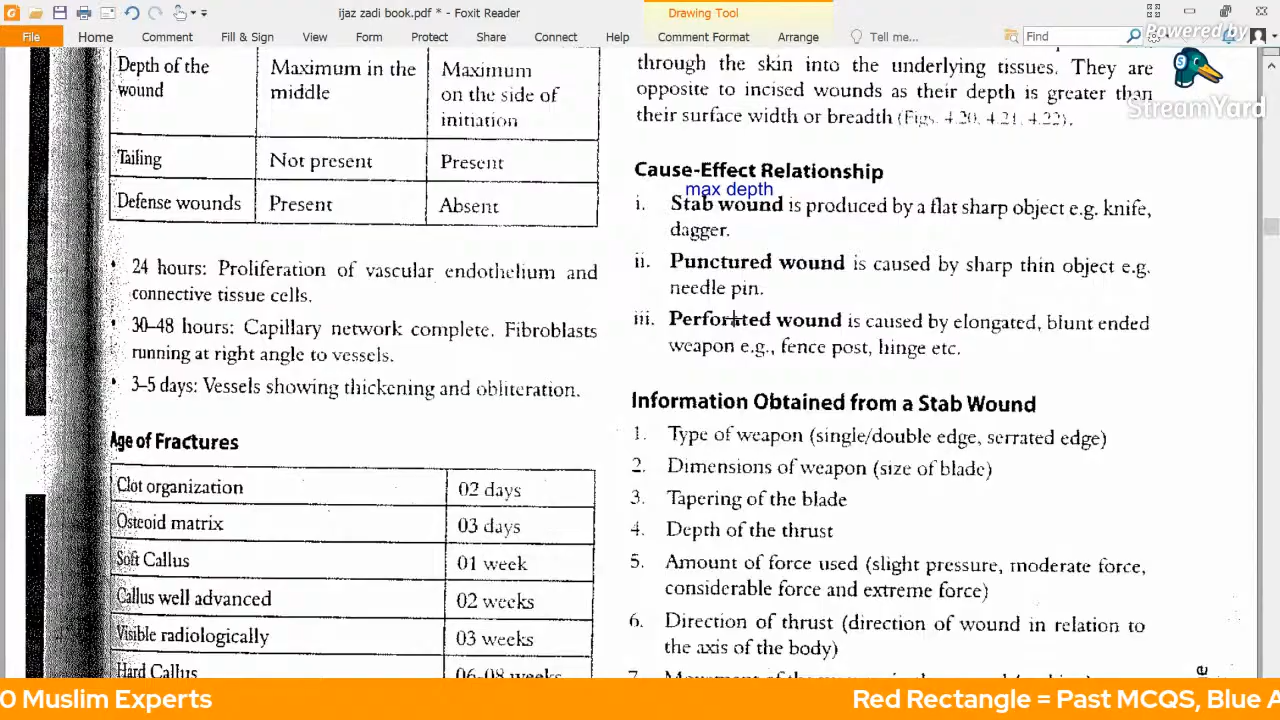 ijaz zadi book.pdf * - Foxit Reader
Drawing Tool
File
Home
Comment
Fill & Sign
View
Form
Protect
Share
Connect
Help
Comment Format
Arrange
Tell me...
Find
Powered by
StreamYard
Depth of the wound
Maximum in the middle
Maximum on the side of initiation
Tailing
Not present
Present
Defense wounds
Present
Absent
• 24 hours: Proliferation of vascular endothelium and
connective tissue cells.
• 30–48 hours: Capillary network complete. Fibroblasts
running at right angle to vessels.
• 3–5 days: Vessels showing thickening and obliteration.
Age of Fractures
Clot organization 02 days
Osteoid matrix 03 days
Soft Callus 01 week
Callus well advanced 02 weeks
Visible radiologically 03 weeks
Hard Callus 06-08 weeks
through the skin into the underlying tissues. They are
opposite to incised wounds as their depth is greater than
their surface width or breadth (Figs. 4.20, 4.21, 4.22).
Cause-Effect Relationship
max depth
i. Stab wound is produced by a flat sharp object e.g. knife,
dagger.
ii. Punctured wound is caused by sharp thin object e.g.
needle pin.
iii. Perforated wound is caused by elongated, blunt ended
weapon e.g., fence post, hinge etc.
Information Obtained from a Stab Wound
1. Type of weapon (single/double edge, serrated edge)
2. Dimensions of weapon (size of blade)
3. Tapering of the blade
4. Depth of the thrust
5. Amount of force used (slight pressure, moderate force,
considerable force and extreme force)
6. Direction of thrust (direction of wound in relation to
the axis of the body)
0 Muslim Experts
Red Rectangle = Past MCQS, Blue A